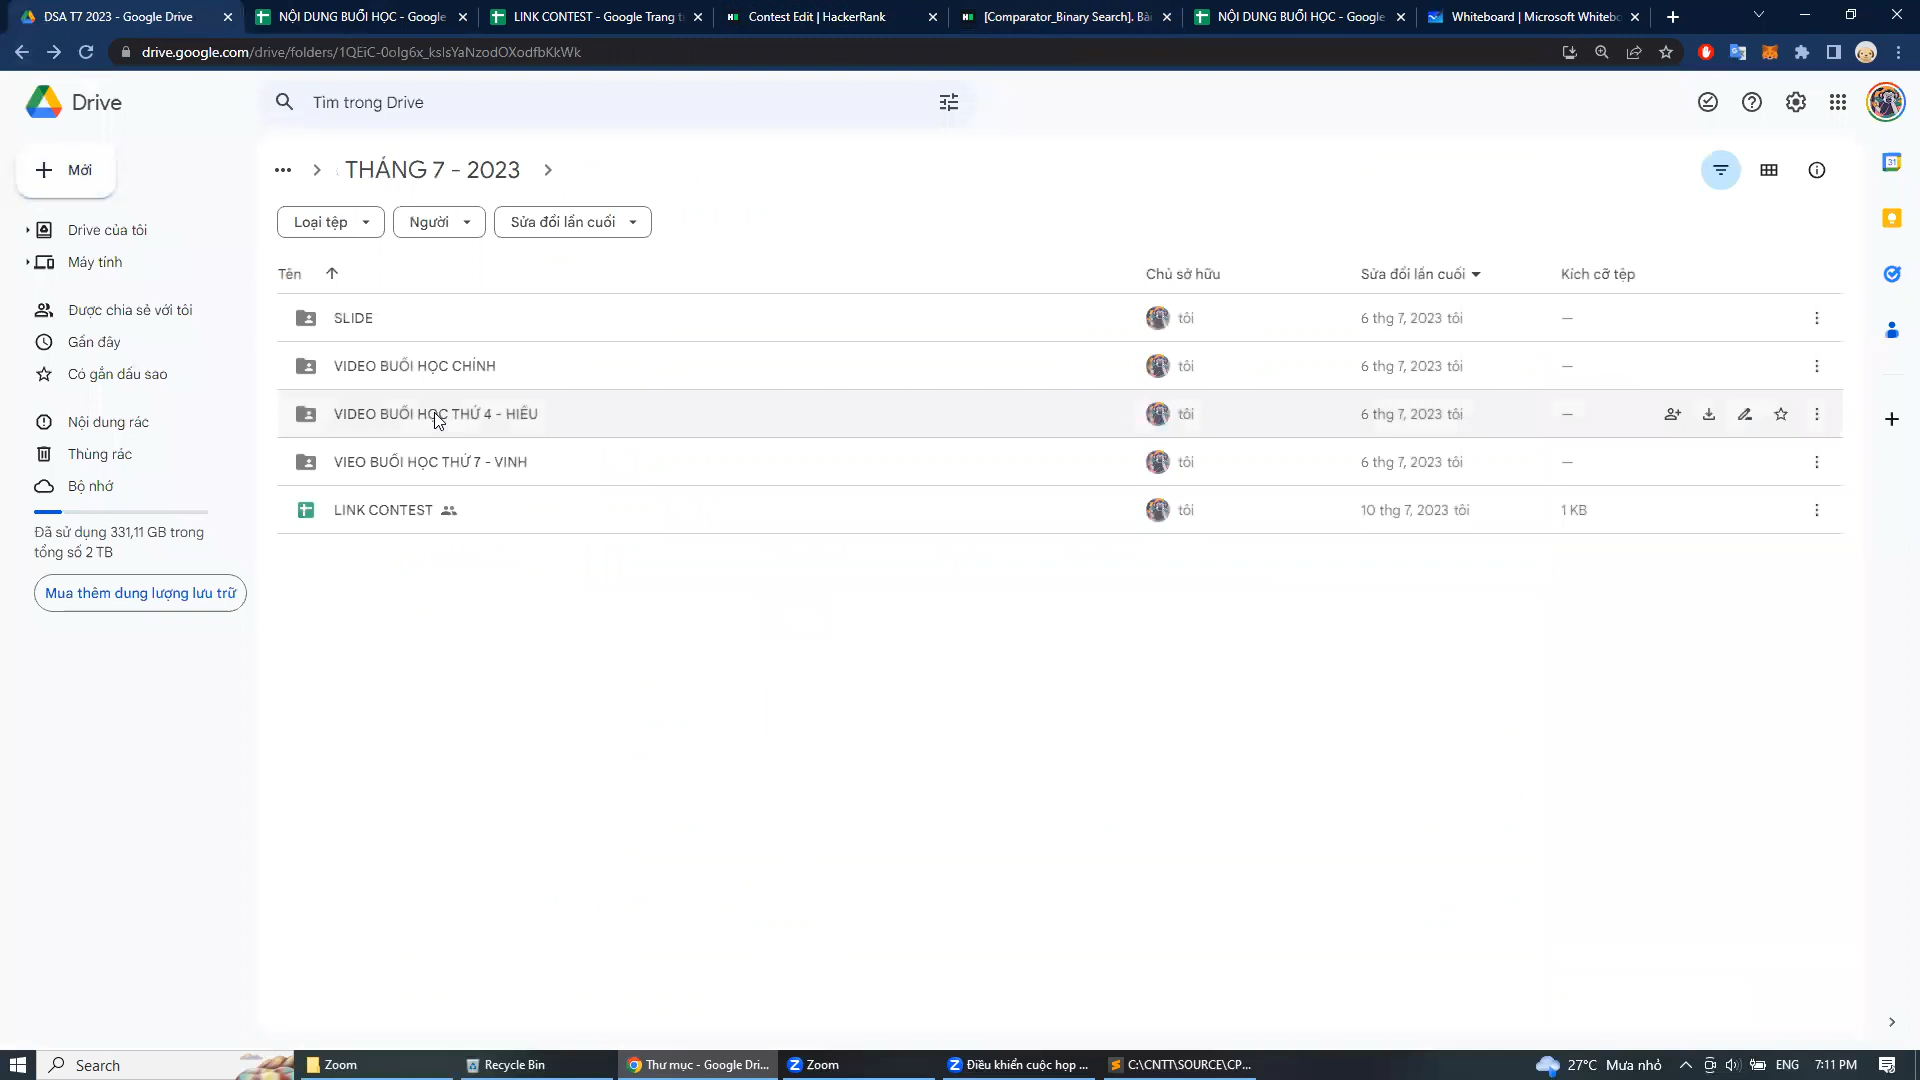 DSA T7 2023 - Google Drive
NỘI DUNG BUỔI HỌC - Google
LINK CONTEST - Google Trang t
Contest Edit | HackerRank
[Comparator_Binary Search]. Bài
NỘI DUNG BUỔI HỌC - Google
Whiteboard | Microsoft Whitebo
drive.google.com/drive/folders/1QEiC-0oIg6x_kslsYaNzodOXodfbKkWk
Drive
Tìm trong Drive
Mới
THÁNG 7 - 2023
Loại tệp
Người
Sửa đổi lần cuối
Drive của tôi
Máy tính
Được chia sẻ với tôi
Gần đây
Có gắn dấu sao
Nội dung rác
Thùng rác
Bộ nhớ
Đã sử dụng 331,11 GB trong
tổng số 2 TB
Mua thêm dung lượng lưu trữ
Tên
Chủ sở hữu
Sửa đổi lần cuối
Kích cỡ tệp
SLIDE
tôi
6 thg 7, 2023 tôi
—
VIDEO BUỔI HỌC CHÍNH
tôi
6 thg 7, 2023 tôi
—
VIDEO BUỔI HỌC THỨ 4 - HIẾU
tôi
6 thg 7, 2023 tôi
—
VIEO BUỔI HỌC THỨ 7 - VINH
tôi
6 thg 7, 2023 tôi
—
LINK CONTEST
tôi
10 thg 7, 2023 tôi
1 KB
31
Search
Zoom
Recycle Bin
Thư mục - Google Dri...
Zoom
Điều khiển cuộc họp ...
C:\CNTT\SOURCE\CP...
27°C Mưa nhỏ
ENG
7:11 PM